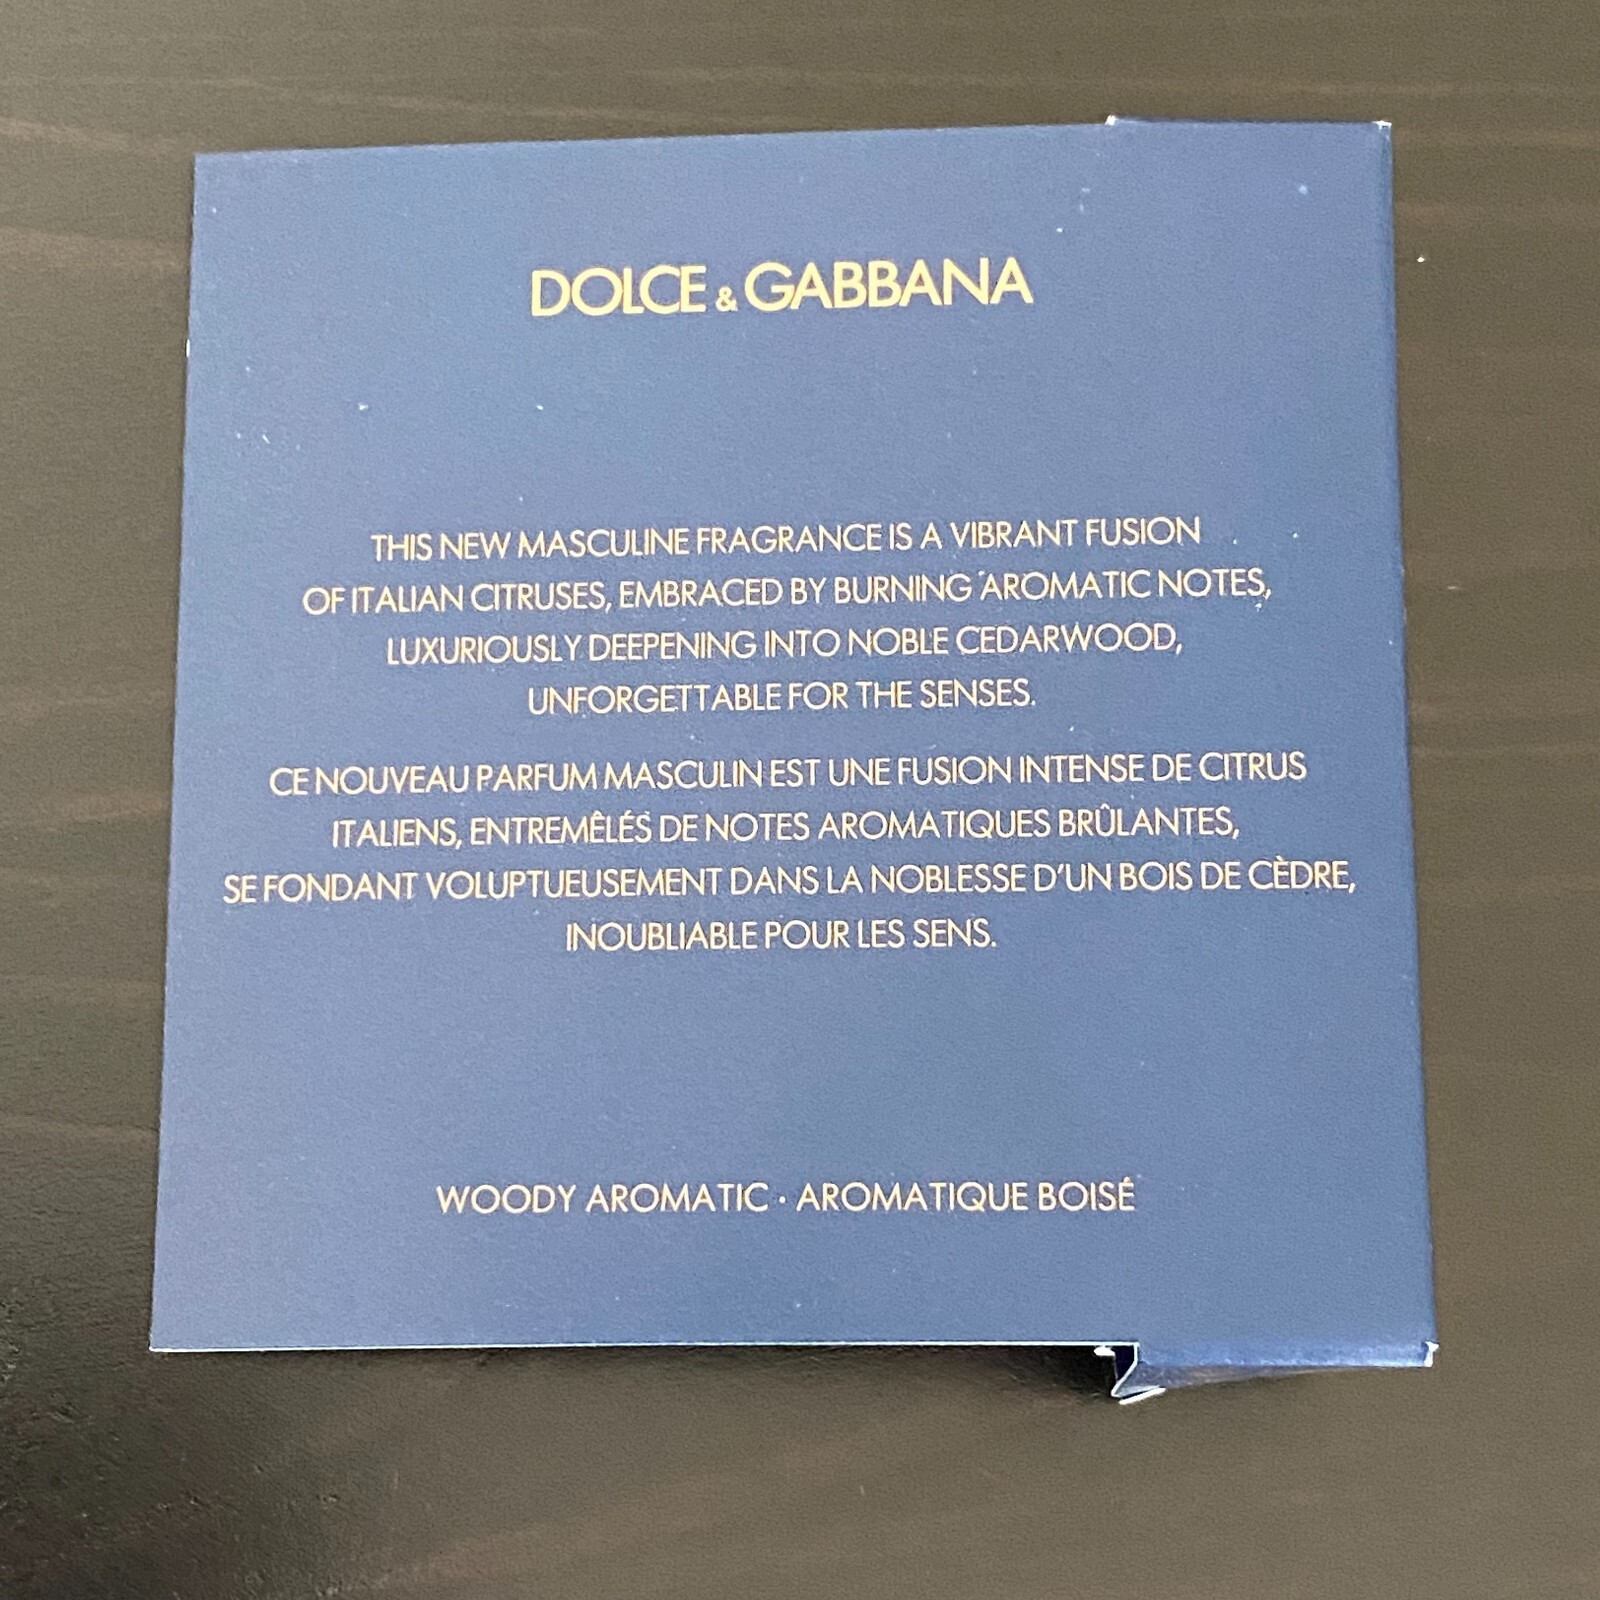 DOLCE & GABBANA
THIS NEW MASCULINE FRAGRANCE IS A VIBRANT FUSION
OF ITALIAN CITRUSES, EMBRACED BY BURNING AROMATIC NOTES,
LUXURIOUSLY DEEPENING INTO NOBLE CEDARWOOD,
UNFORGETTABLE FOR THE SENSES.
CE NOUVEAU PARFUM MASCULIN EST UNE FUSION INTENSE DE CITRUS
ITALIENS, ENTREMÊLÉS DE NOTES AROMATIQUES BRÛLANTES,
SE FONDANT VOLUPTUEUSEMENT DANS LA NOBLESSE D'UN BOIS DE CÈDRE,
INOUBLIABLE POUR LES SENS.
WOODY AROMATIC · AROMATIQUE BOISÉ